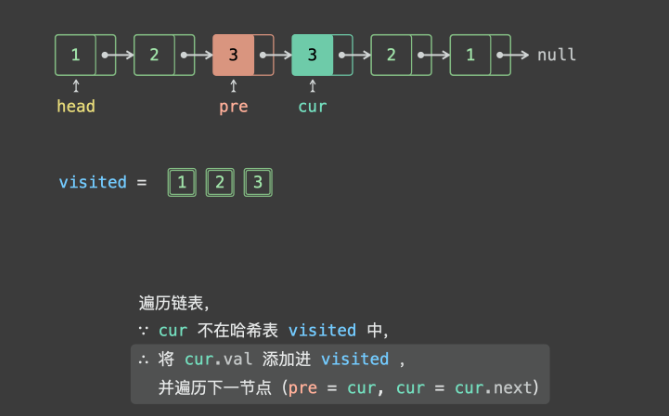 1 2 3 3 2 1 null
head pre cur
visited = 1 2 3
遍历链表,
∵ cur 不在哈希表 visited 中,
∴ 将 cur.val 添加进 visited ,
并遍历下一节点 (pre = cur, cur = cur.next)